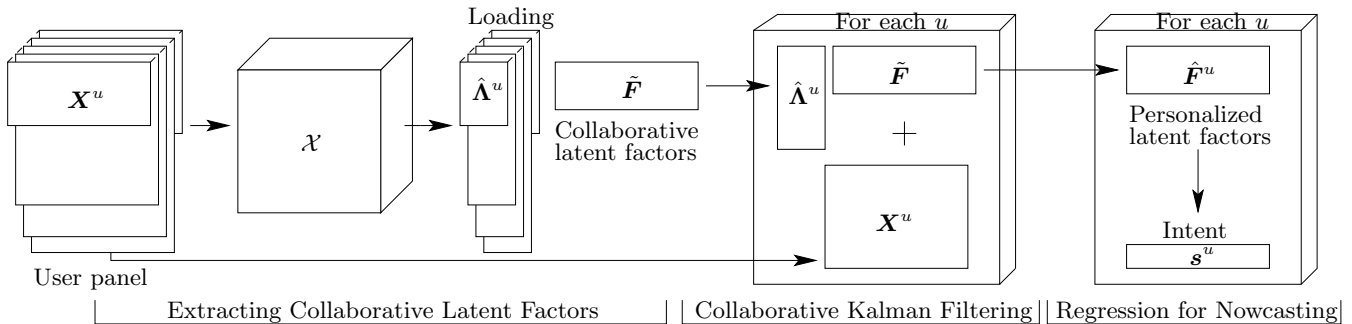 Loading
For each u
For each u
X^u
𝒳
Λ̂^u
F̃
Λ̂^u
F̃
F̂^u
Collaborative
latent factors
+
Personalized
latent factors
X^u
Intent
s^u
User panel
Extracting Collaborative Latent Factors
Collaborative Kalman Filtering
Regression for Nowcasting